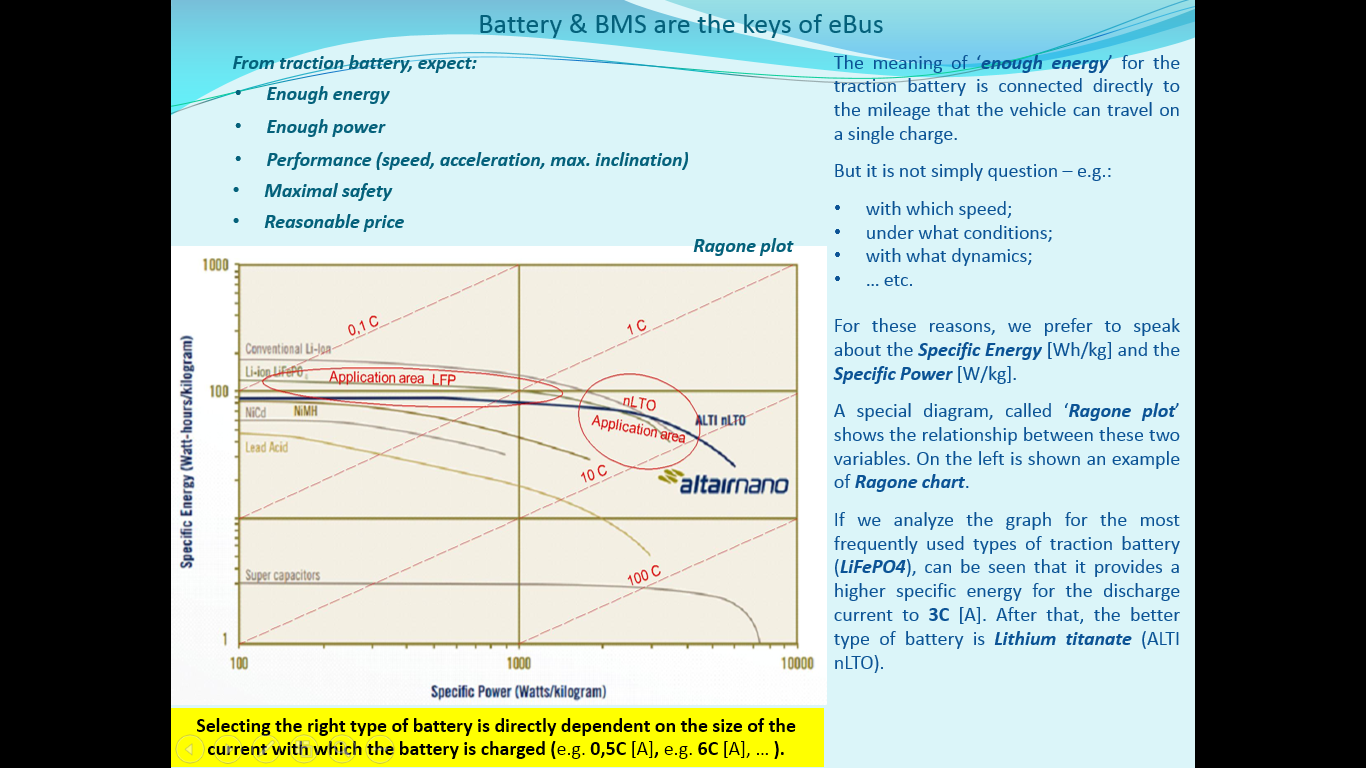 Battery & BMS are the keys of eBus
From traction battery, expect:
• Enough energy
• Enough power
• Performance (speed, acceleration, max. inclination)
• Maximal safety
• Reasonable price
Ragone plot
1000
100
1
100
1000
10000
Specific Energy (Watt-hours/kilogram)
Specific Power (Watts/kilogram)
0,1 C
1 C
10 C
100 C
Conventional Li-Ion
Li-ion LiFePO4
Application area LFP
NiCd
NiMH
Lead Acid
nLTO
Application area
ALTI nLTO
altairnano
Super capacitors
Selecting the right type of battery is directly dependent on the size of the
current with which the battery is charged (e.g. 0,5C [A], e.g. 6C [A], … ).
The meaning of ‘enough energy’ for the
traction battery is connected directly to
the mileage that the vehicle can travel on
a single charge.
But it is not simply question – e.g.:
• with which speed;
• under what conditions;
• with what dynamics;
• … etc.
For these reasons, we prefer to speak
about the Specific Energy [Wh/kg] and the
Specific Power [W/kg].
A special diagram, called ‘Ragone plot’
shows the relationship between these two
variables. On the left is shown an example
of Ragone chart.
If we analyze the graph for the most
frequently used types of traction battery
(LiFePO4), can be seen that it provides a
higher specific energy for the discharge
current to 3C [A]. After that, the better
type of battery is Lithium titanate (ALTI
nLTO).